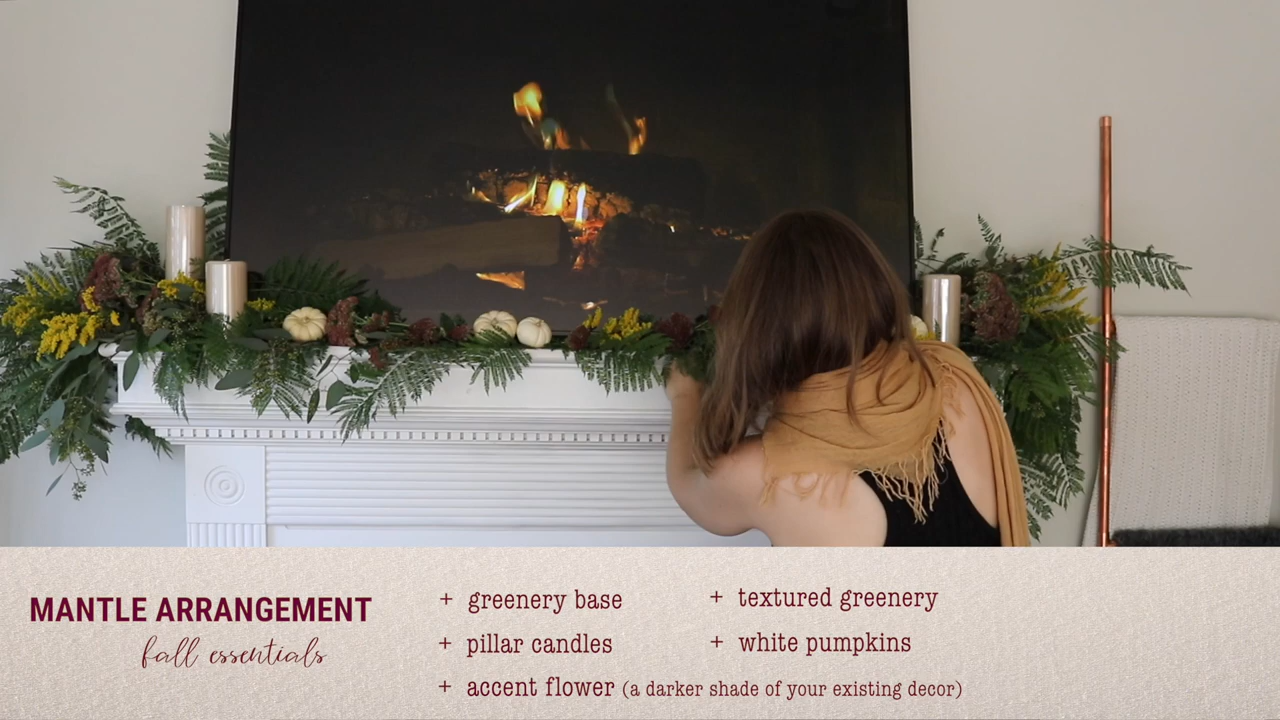 MANTLE ARRANGEMENT
fall essentials
+ greenery base
+ pillar candles
+ accent flower (a darker shade of your existing decor)
+ textured greenery
+ white pumpkins